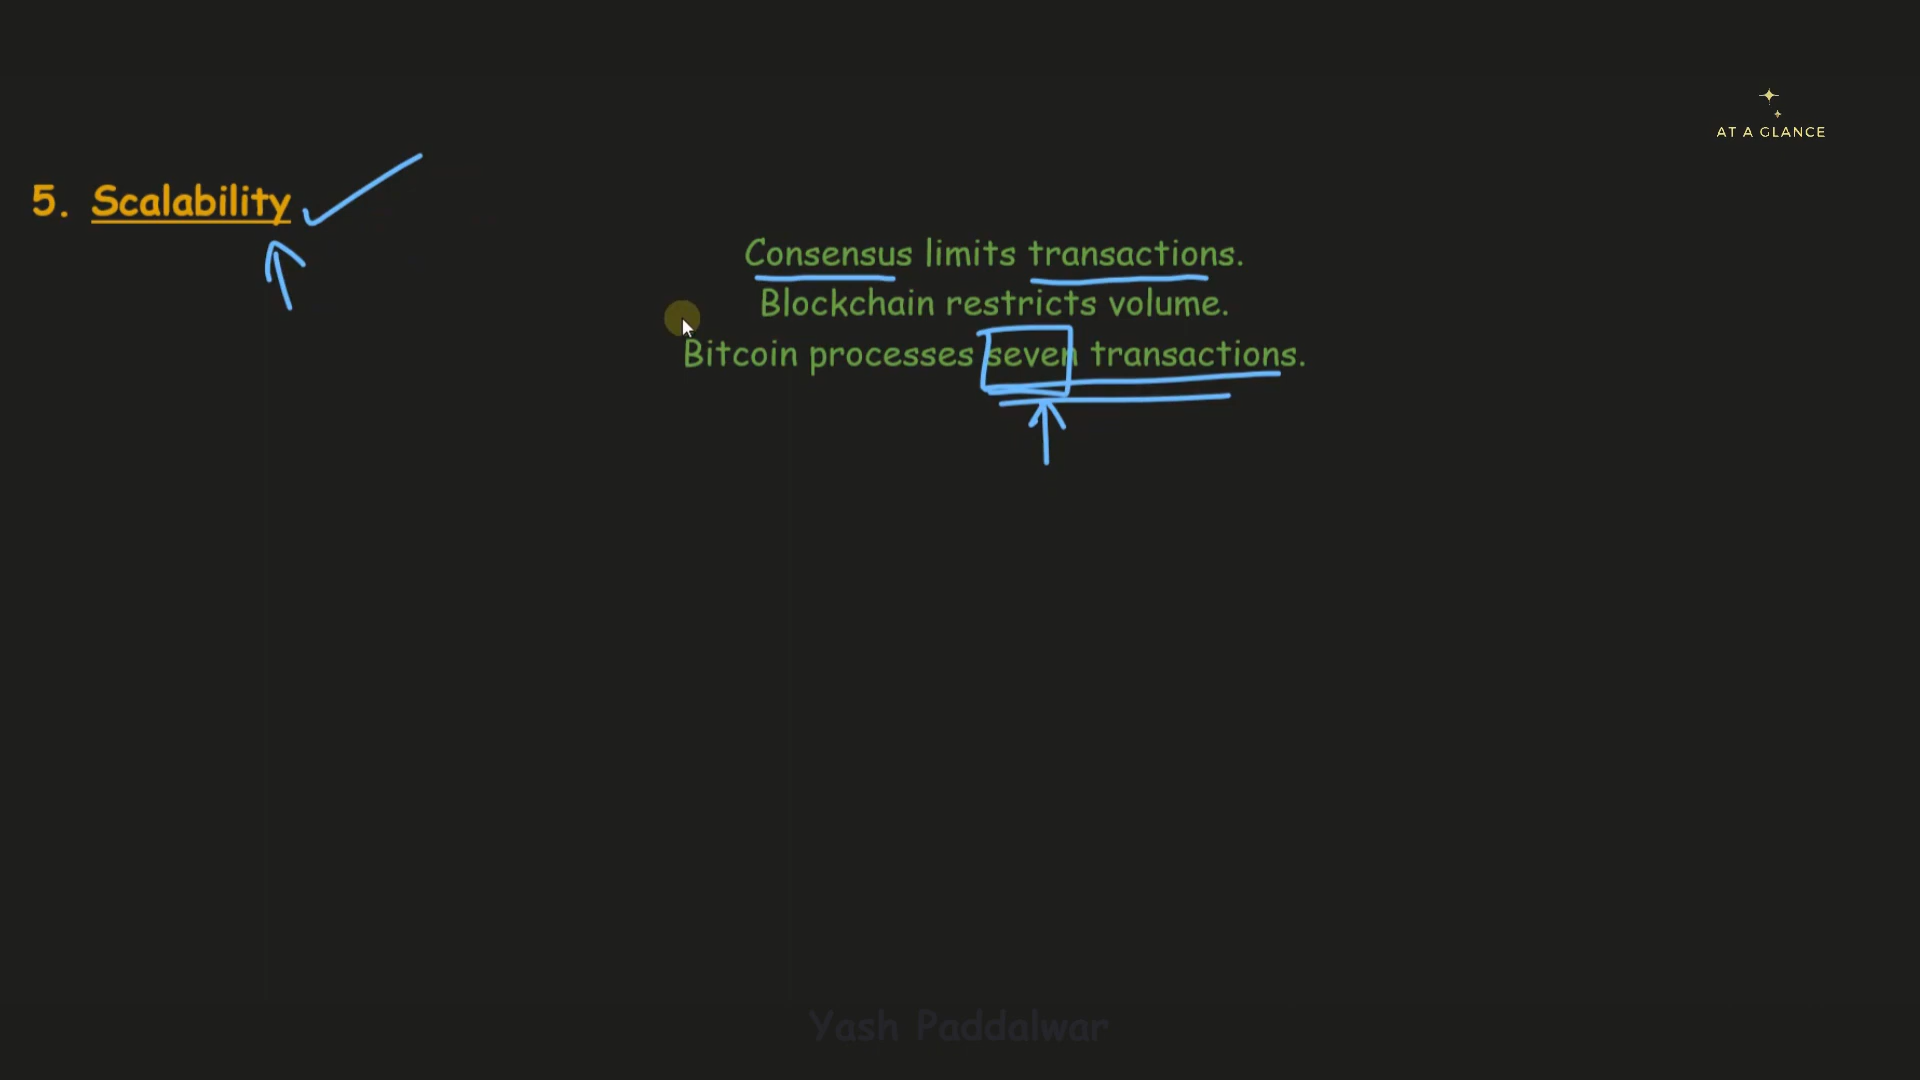 AT A GLANCE
5. Scalability
Consensus limits transactions.
Blockchain restricts volume.
Bitcoin processes seven transactions.
Yash Paddalwar